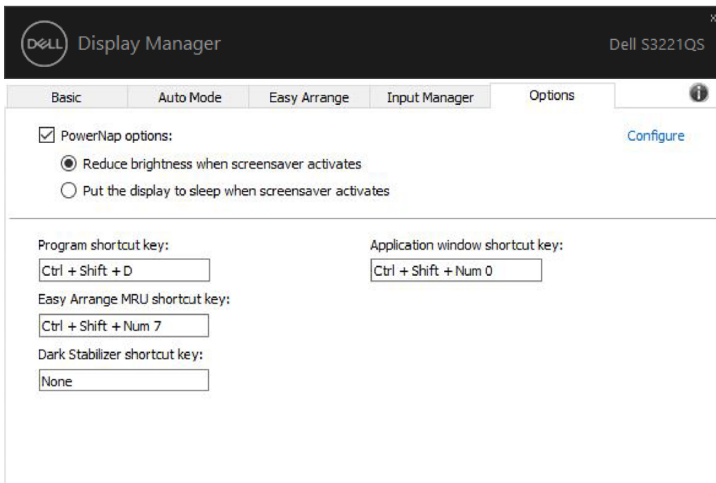 DELL Display Manager
Dell S3221QS
Basic Auto Mode Easy Arrange Input Manager Options
PowerNap options:
Configure
Reduce brightness when screensaver activates
Put the display to sleep when screensaver activates
Program shortcut key:
Application window shortcut key:
Ctrl + Shift + D
Ctrl + Shift + Num 0
Easy Arrange MRU shortcut key:
Ctrl + Shift + Num 7
Dark Stabilizer shortcut key:
None